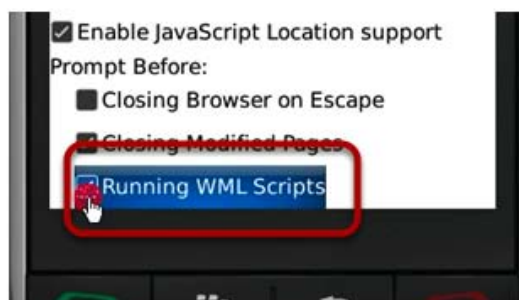 Enable JavaScript Location support
Prompt Before:
Closing Browser on Escape
Closing Modified Pages
Running WML Scripts